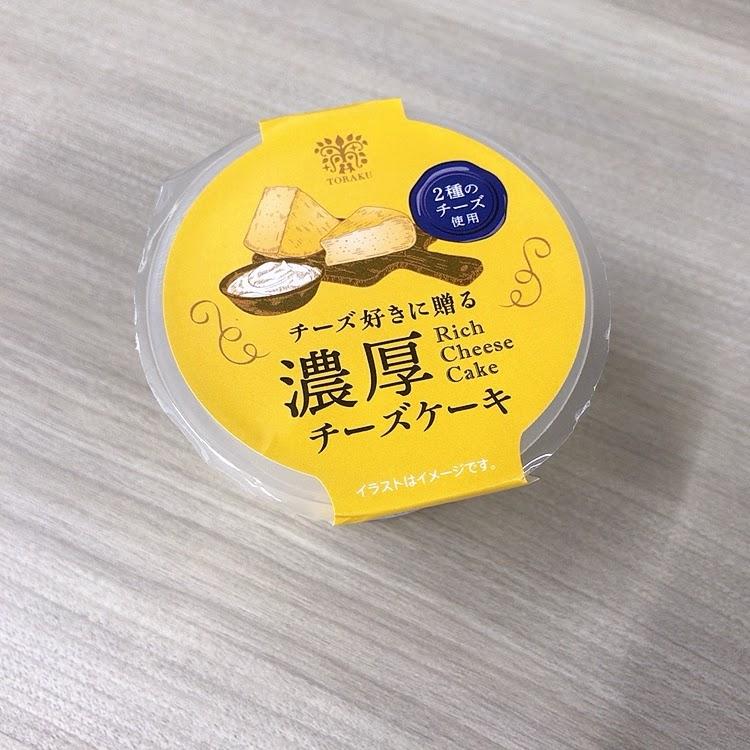 TORAKU
2種の
チーズ
使用
チーズ好きに贈る
濃厚
Rich
Cheese
Cake
チーズケーキ
イラストはイメージです。